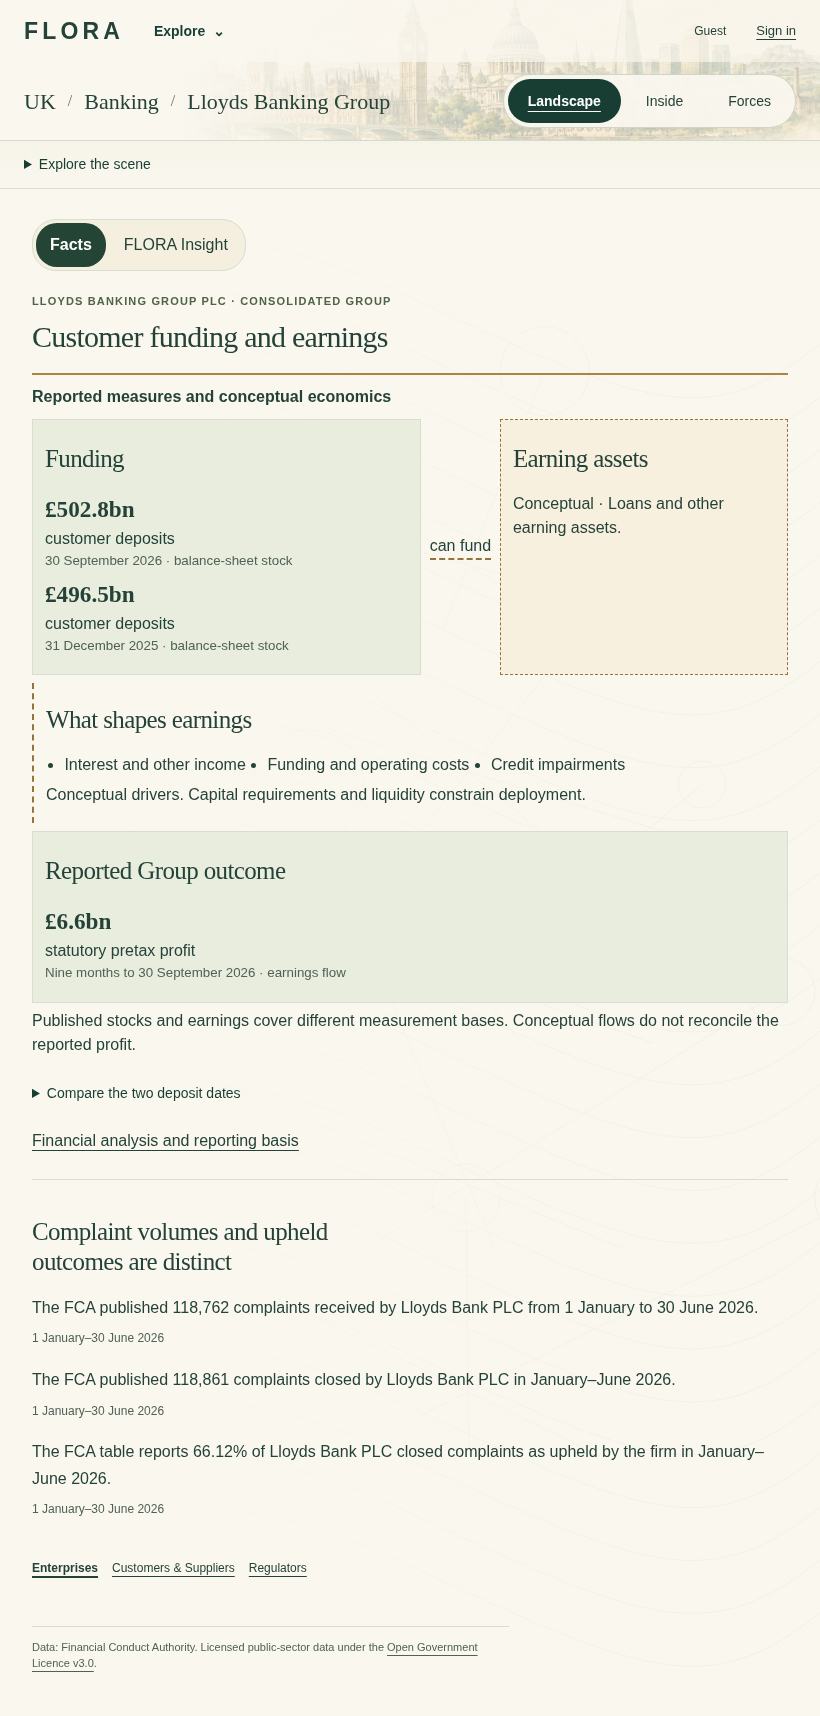 FLORA Explore ⌄ Guest Sign in
UK / Banking / Lloyds Banking Group Landscape Inside Forces
▶ Explore the scene
Facts FLORA Insight
LLOYDS BANKING GROUP PLC · CONSOLIDATED GROUP
Customer funding and earnings
Reported measures and conceptual economics
Funding
£502.8bn
customer deposits
30 September 2026 · balance-sheet stock
£496.5bn
customer deposits
31 December 2025 · balance-sheet stock
can fund
Earning assets
Conceptual · Loans and other
earning assets.
What shapes earnings
• Interest and other income • Funding and operating costs • Credit impairments
Conceptual drivers. Capital requirements and liquidity constrain deployment.
Reported Group outcome
£6.6bn
statutory pretax profit
Nine months to 30 September 2026 · earnings flow
Published stocks and earnings cover different measurement bases. Conceptual flows do not reconcile the
reported profit.
▶ Compare the two deposit dates
Financial analysis and reporting basis
Complaint volumes and upheld
outcomes are distinct
The FCA published 118,762 complaints received by Lloyds Bank PLC from 1 January to 30 June 2026.
1 January–30 June 2026
The FCA published 118,861 complaints closed by Lloyds Bank PLC in January–June 2026.
1 January–30 June 2026
The FCA table reports 66.12% of Lloyds Bank PLC closed complaints as upheld by the firm in January–
June 2026.
1 January–30 June 2026
Enterprises Customers & Suppliers Regulators
Data: Financial Conduct Authority. Licensed public-sector data under the Open Government
Licence v3.0.